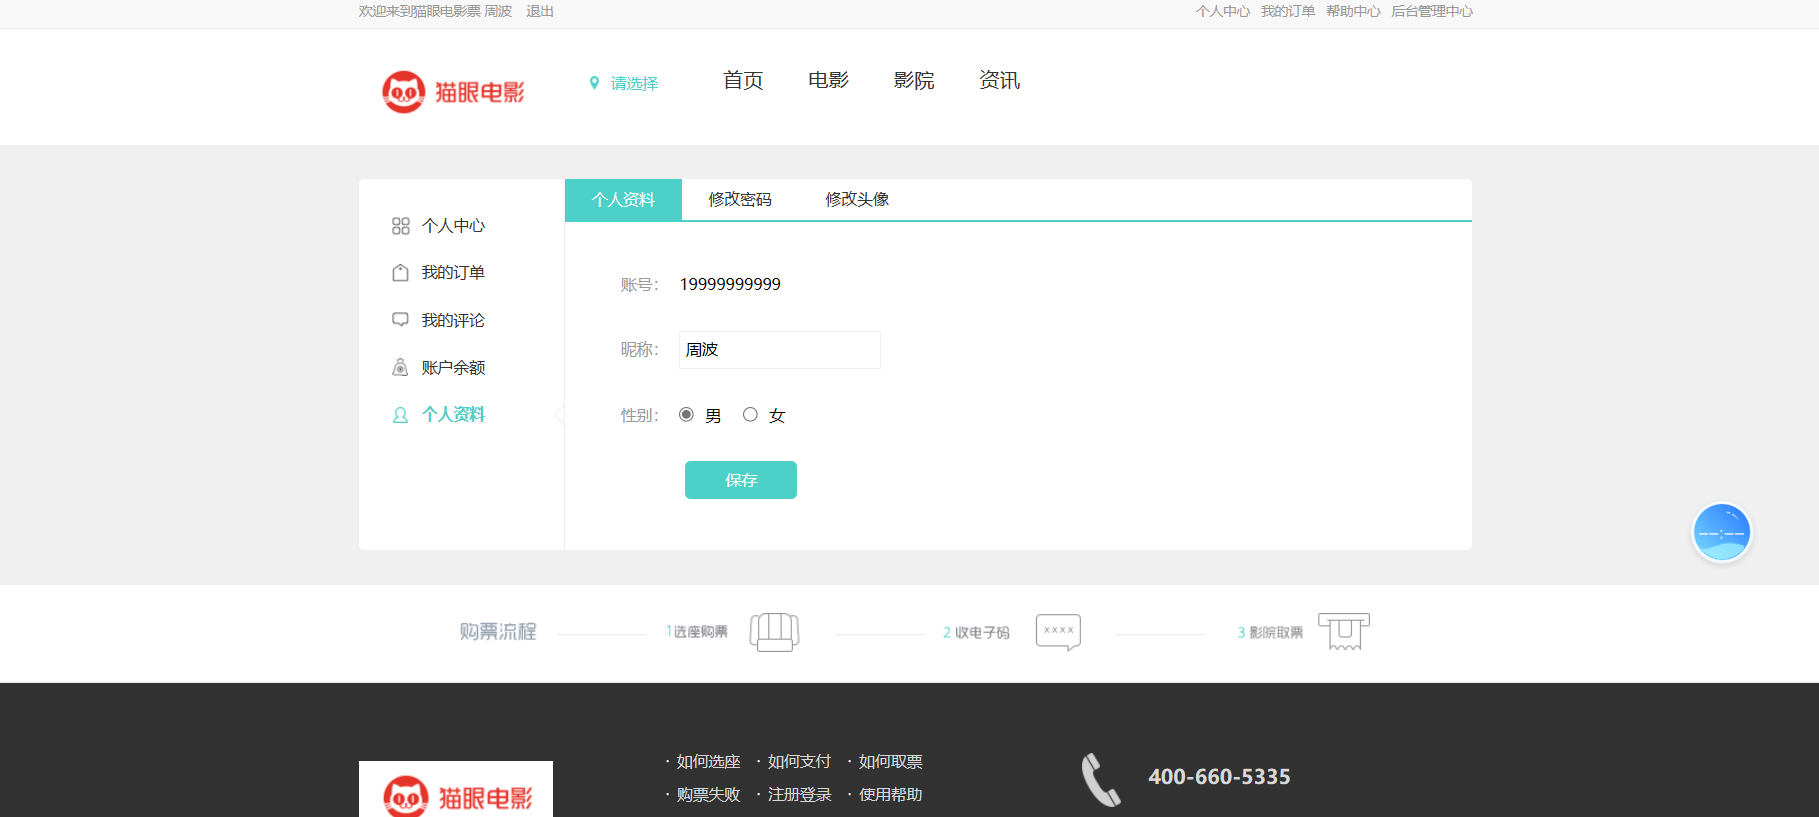 欢迎来到猫眼电影票 周波 退出 个人中心 我的订单 帮助中心 后台管理中心
猫眼电影 请选择 首页 电影 影院 资讯
个人资料 修改密码 修改头像
个人中心
我的订单
我的评论
账户余额
个人资料
账号： 19999999999
昵称： 周波
性别： 男 女
保存
购票流程 1选座购票 2 收电子码 xxxx 3 影院取票
· 如何选座 · 如何支付 · 如何取票
· 购票失败 · 注册登录 · 使用帮助
400-660-5335
猫眼电影